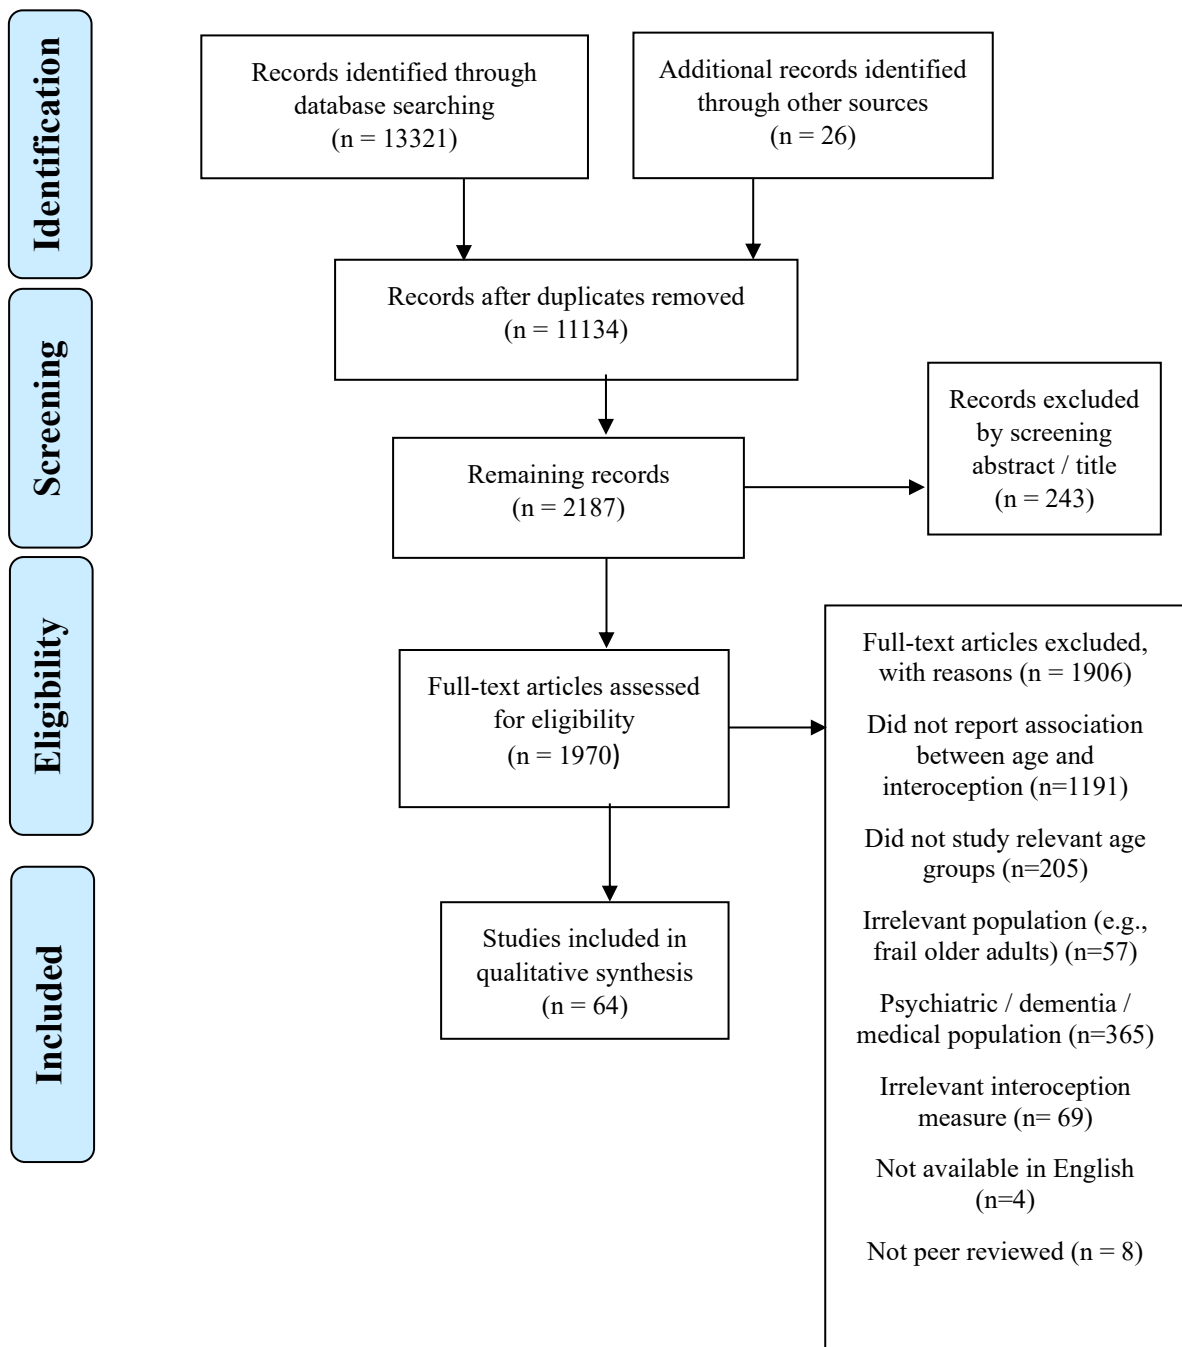 Identification
Records identified through
database searching
(n = 13321)
Additional records identified
through other sources
(n = 26)
Records after duplicates removed
(n = 11134)
Screening
Remaining records
(n = 2187)
Records excluded
by screening
abstract / title
(n = 243)
Eligibility
Full-text articles assessed
for eligibility
(n = 1970)
Full-text articles excluded,
with reasons (n = 1906)
Did not report association
between age and
interoception (n=1191)
Did not study relevant age
groups (n=205)
Irrelevant population (e.g.,
frail older adults) (n=57)
Psychiatric / dementia /
medical population (n=365)
Irrelevant interoception
measure (n= 69)
Not available in English
(n=4)
Not peer reviewed (n = 8)
Included
Studies included in
qualitative synthesis
(n = 64)